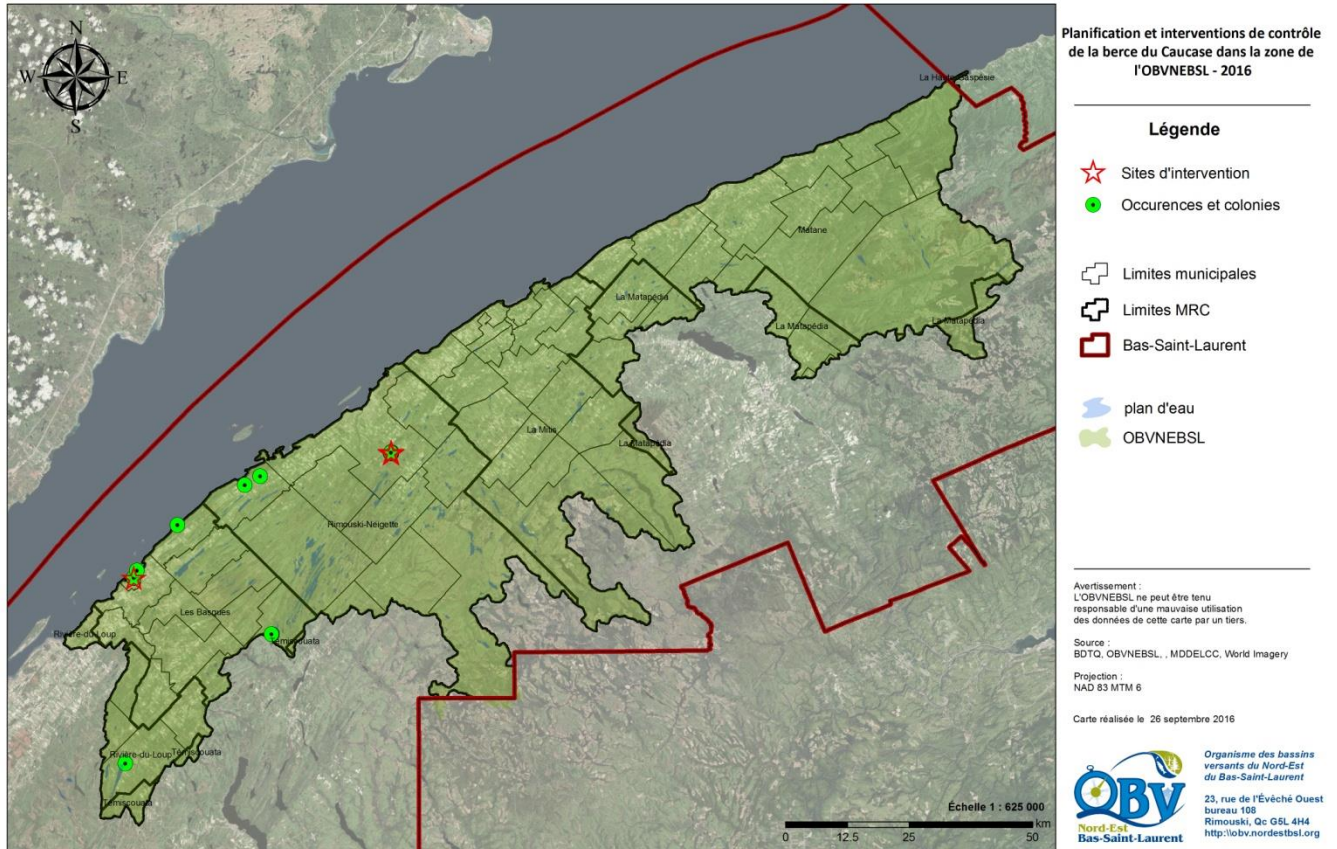 N
W
E
S
La Haute-Gaspésie
Matane
La Matapédia
La Matapédia
La Matapédia
La Mitis
La Matapédia
Rimouski-Neigette
Les Basques
Rivière-du-Loup
Témiscouata
Rivière-du-Loup
Témiscouata
Témiscouata
Échelle 1 : 625 000
km
0
12.5
25
50
Planification et interventions de contrôle
de la berce du Caucase dans la zone de
l'OBVNEBSL - 2016
Légende
Sites d'intervention
Occurences et colonies
Limites municipales
Limites MRC
Bas-Saint-Laurent
plan d'eau
OBVNEBSL
Avertissement :
L'OBVNEBSL ne peut être tenu
responsable d'une mauvaise utilisation
des données de cette carte par un tiers.
Source :
BDTQ, OBVNEBSL, , MDDELCC, World Imagery
Projection :
NAD 83 MTM 6
Carte réalisée le 26 septembre 2016
OBV
Nord-Est
Bas-Saint-Laurent
Organisme des bassins
versants du Nord-Est
du Bas-Saint-Laurent
23, rue de l'Évêché Ouest
bureau 108
Rimouski, Qc G5L 4H4
http:\\obv.nordestbsl.org